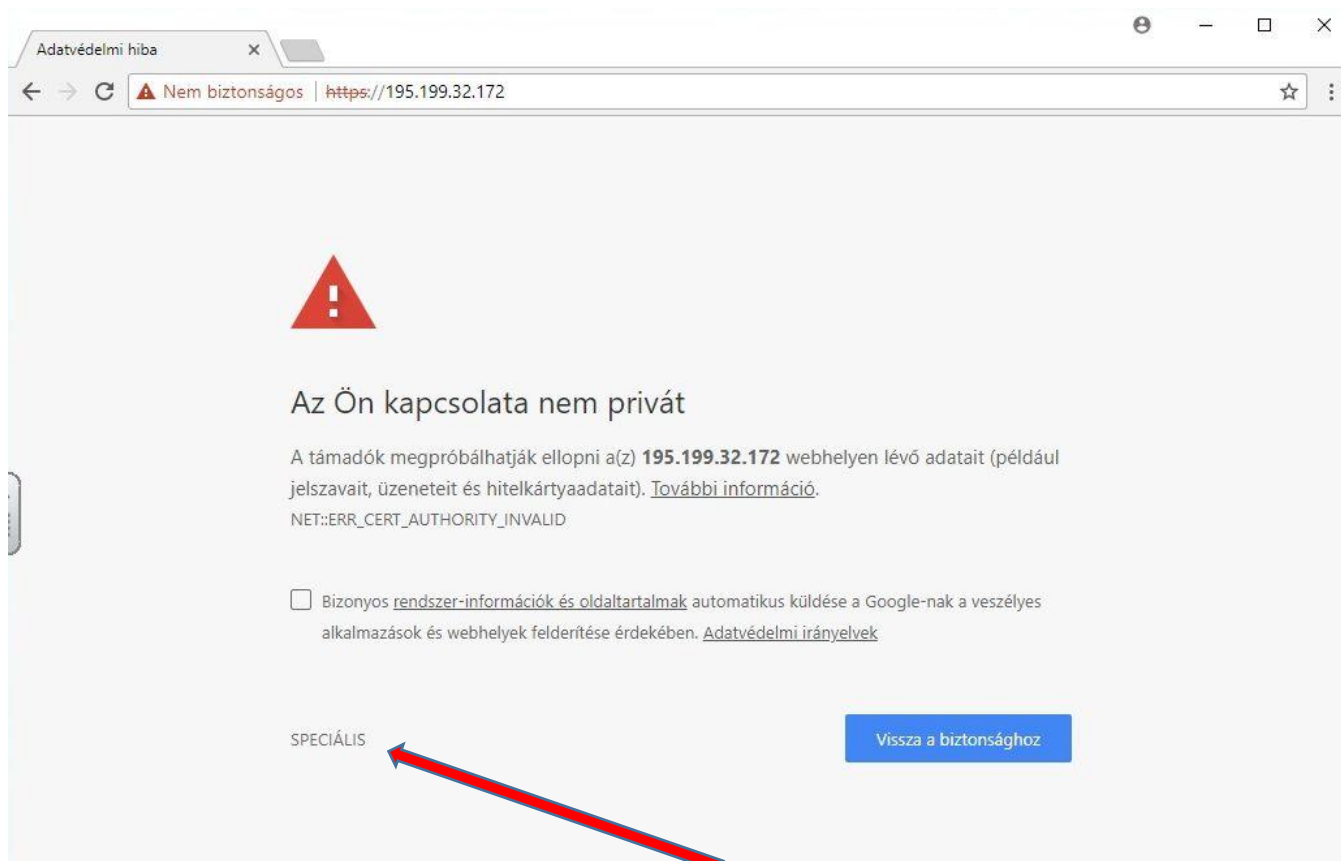 Adatvédelmi hiba
Nem biztonságos | https://195.199.32.172
Az Ön kapcsolata nem privát
A támadók megpróbálhatják ellopni a(z) 195.199.32.172 webhelyen lévő adatait (például
jelszavait, üzeneteit és hitelkártyaadatait). További információ.
NET::ERR_CERT_AUTHORITY_INVALID
Bizonyos rendszer-információk és oldaltartalmak automatikus küldése a Google-nak a veszélyes
alkalmazások és webhelyek felderítése érdekében. Adatvédelmi irányelvek
SPECIÁLIS
Vissza a biztonsághoz